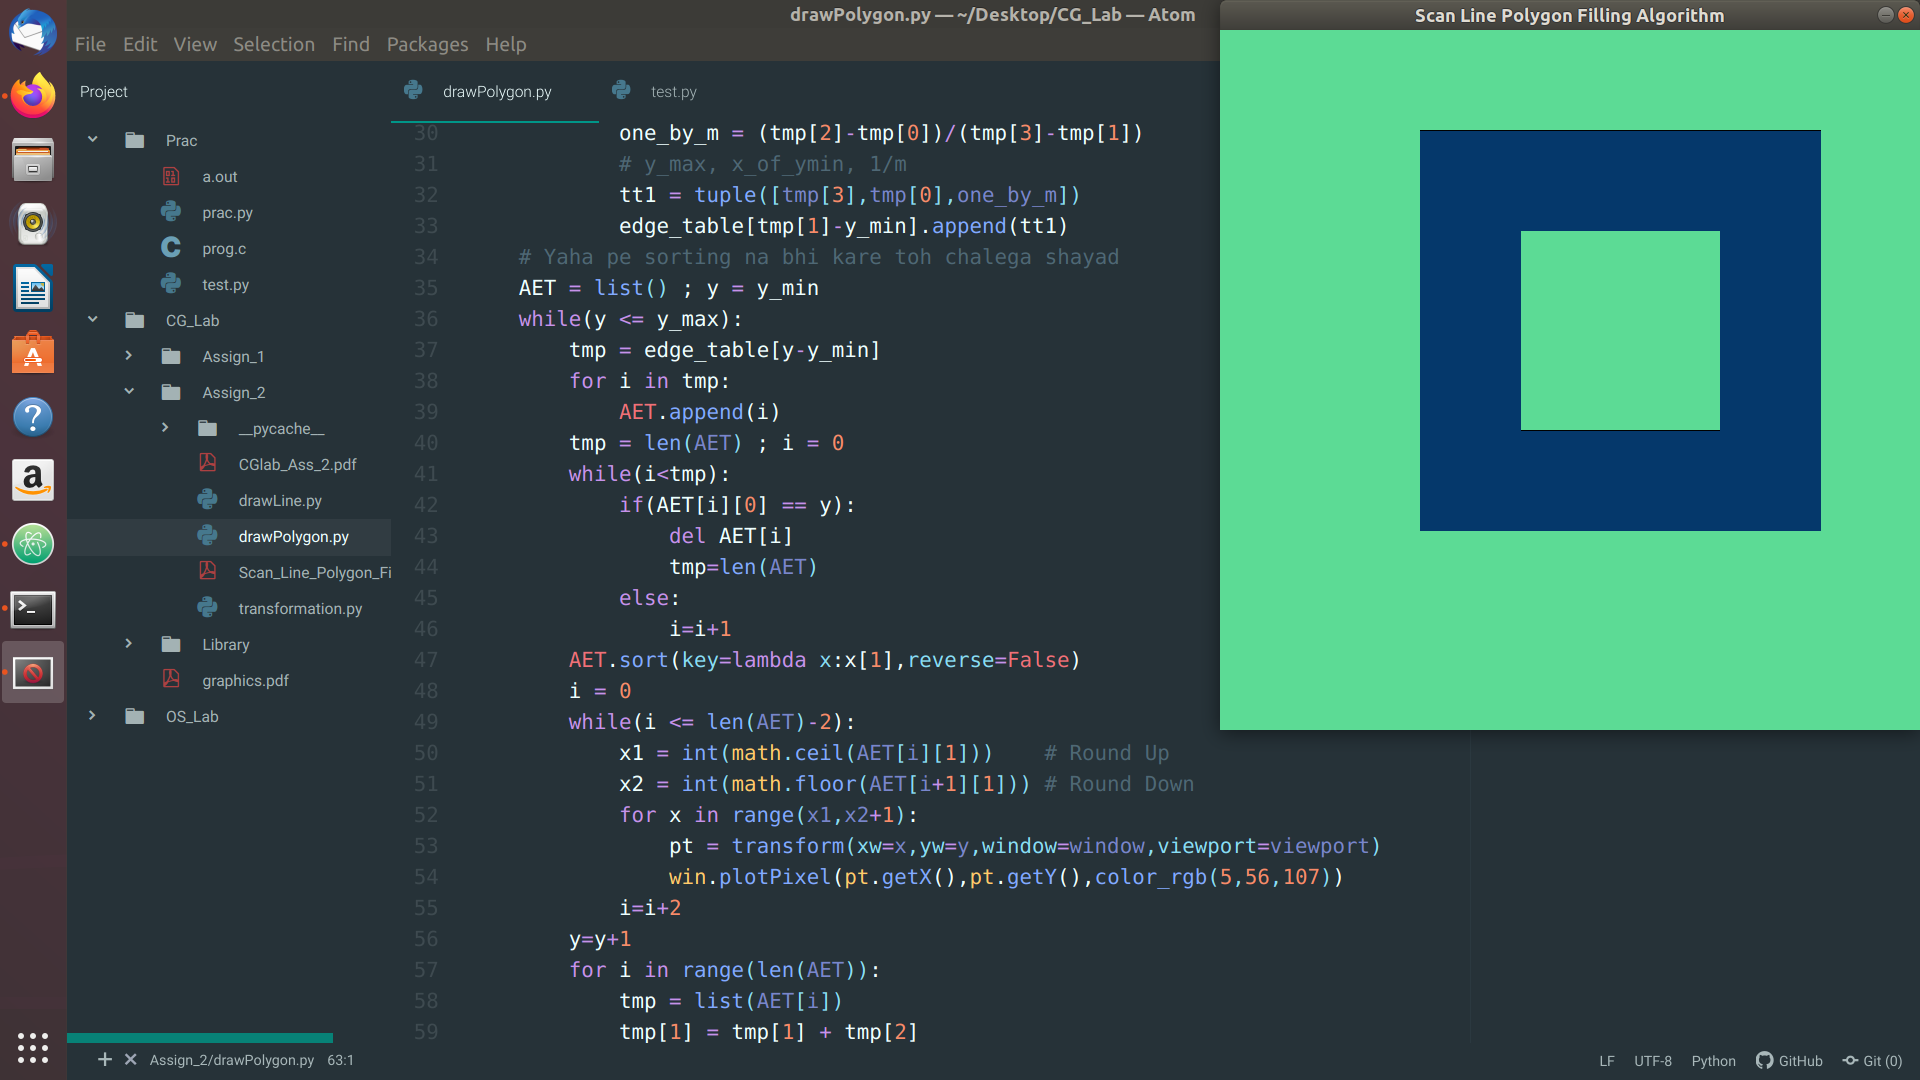 drawPolygon.py — ~/Desktop/CG_Lab — Atom
Scan Line Polygon Filling Algorithm
File Edit View Selection Find Packages Help
Project
drawPolygon.py
test.py
Prac
a.out
prac.py
prog.c
test.py
CG_Lab
Assign_1
Assign_2
__pycache__
CGlab_Ass_2.pdf
drawLine.py
drawPolygon.py
Scan_Line_Polygon_Fi
transformation.py
Library
graphics.pdf
OS_Lab
30 one_by_m = (tmp[2]-tmp[0])/(tmp[3]-tmp[1])
31 # y_max, x_of_ymin, 1/m
32 tt1 = tuple([tmp[3],tmp[0],one_by_m])
33 edge_table[tmp[1]-y_min].append(tt1)
34 # Yaha pe sorting na bhi kare toh chalega shayad
35 AET = list() ; y = y_min
36 while(y <= y_max):
37 tmp = edge_table[y-y_min]
38 for i in tmp:
39 AET.append(i)
40 tmp = len(AET) ; i = 0
41 while(i<tmp):
42 if(AET[i][0] == y):
43 del AET[i]
44 tmp=len(AET)
45 else:
46 i=i+1
47 AET.sort(key=lambda x:x[1],reverse=False)
48 i = 0
49 while(i <= len(AET)-2):
50 x1 = int(math.ceil(AET[i][1])) # Round Up
51 x2 = int(math.floor(AET[i+1][1])) # Round Down
52 for x in range(x1,x2+1):
53 pt = transform(xw=x,yw=y,window=window,viewport=viewport)
54 win.plotPixel(pt.getX(),pt.getY(),color_rgb(5,56,107))
55 i=i+2
56 y=y+1
57 for i in range(len(AET)):
58 tmp = list(AET[i])
59 tmp[1] = tmp[1] + tmp[2]
Assign_2/drawPolygon.py 63:1
LF UTF-8 Python GitHub Git (0)